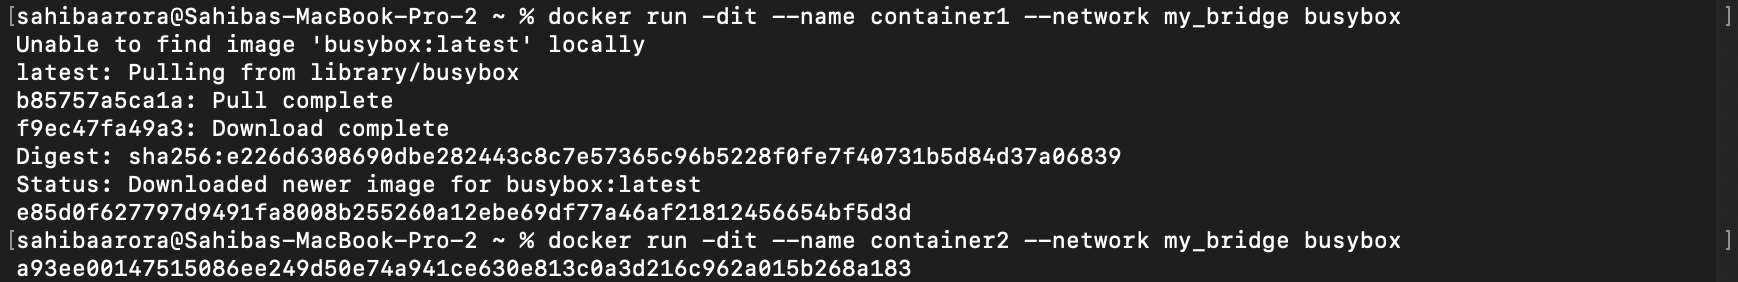 [sahibaarora@Sahibas-MacBook-Pro-2 ~ % docker run -dit --name container1 --network my_bridge busybox ]
Unable to find image 'busybox:latest' locally
latest: Pulling from library/busybox
b85757a5ca1a: Pull complete
f9ec47fa49a3: Download complete
Digest: sha256:e226d6308690dbe282443c8c7e57365c96b5228f0fe7f40731b5d84d37a06839
Status: Downloaded newer image for busybox:latest
e85d0f627797d9491fa8008b255260a12ebe69df77a46af21812456654bf5d3d
[sahibaarora@Sahibas-MacBook-Pro-2 ~ % docker run -dit --name container2 --network my_bridge busybox ]
a93ee00147515086ee249d50e74a941ce630e813c0a3d216c962a015b268a183